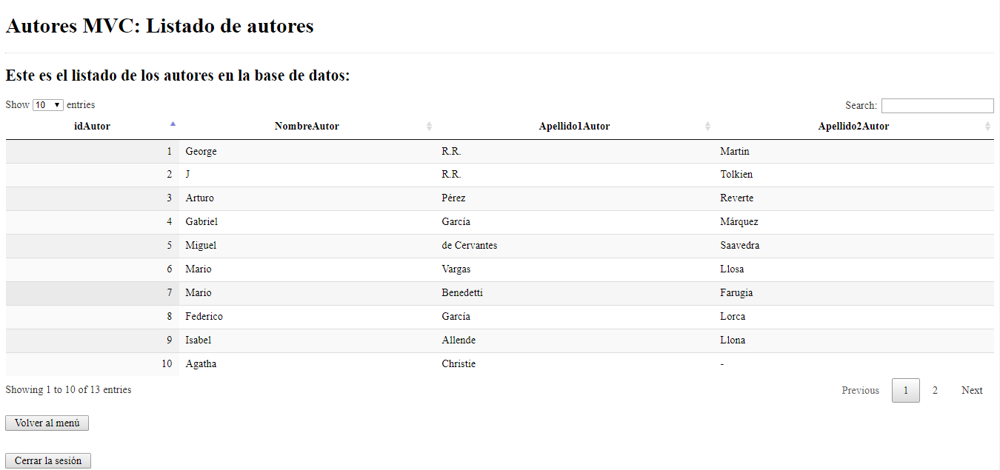 Autores MVC: Listado de autores
Este es el listado de los autores en la base de datos:
Show 10 entries Search:
idAutor NombreAutor Apellido1Autor Apellido2Autor
1 George R.R. Martin
2 J R.R. Tolkien
3 Arturo Pérez Reverte
4 Gabriel García Márquez
5 Miguel de Cervantes Saavedra
6 Mario Vargas Llosa
7 Mario Benedetti Farugia
8 Federico García Lorca
9 Isabel Allende Llona
10 Agatha Christie -
Showing 1 to 10 of 13 entries Previous 1 2 Next
Volver al menú
Cerrar la sesión